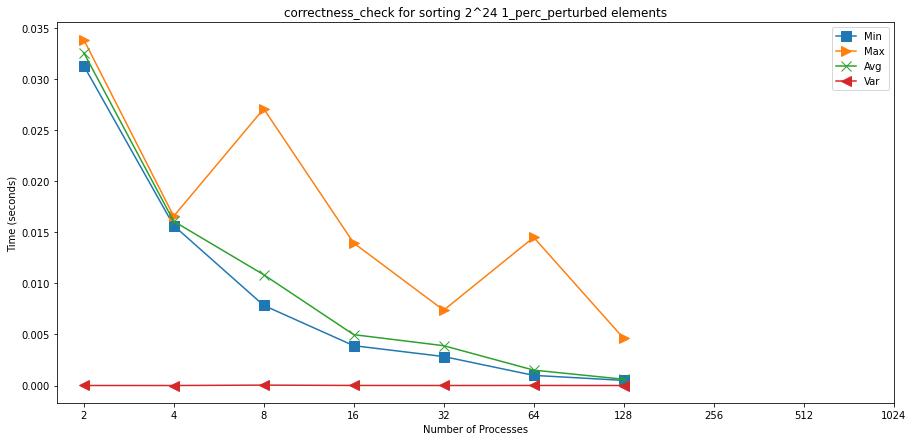 correctness_check for sorting 2^24 1_perc_perturbed elements
Min
Max
Avg
Var
Time (seconds)
0.035
0.030
0.025
0.020
0.015
0.010
0.005
0.000
2 4 8 16 32 64 128 256 512 1024
Number of Processes